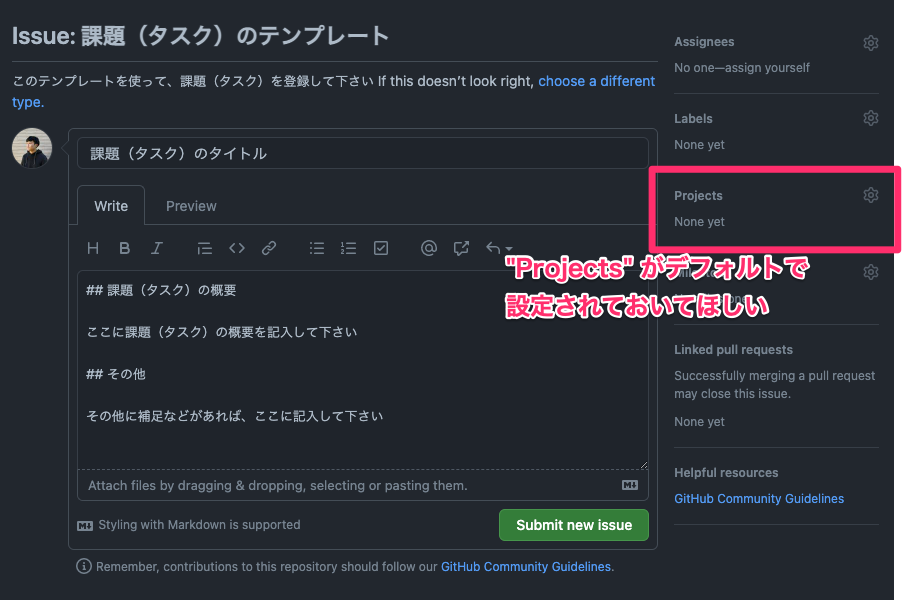 Issue: 課題（タスク）のテンプレート
このテンプレートを使って、課題（タスク）を登録して下さい If this doesn’t look right, choose a different
type.
課題（タスク）のタイトル
Write Preview
## 課題（タスク）の概要
ここに課題（タスク）の概要を記入して下さい
## その他
その他に補足などがあれば、ここに記入して下さい
Attach files by dragging & dropping, selecting or pasting them.
Styling with Markdown is supported
Submit new issue
Remember, contributions to this repository should follow our GitHub Community Guidelines.
Assignees
No one—assign yourself
Labels
None yet
Projects
None yet
"Projects" がデフォルトで
設定されておいてほしい
Linked pull requests
Successfully merging a pull request
may close this issue.
None yet
Helpful resources
GitHub Community Guidelines